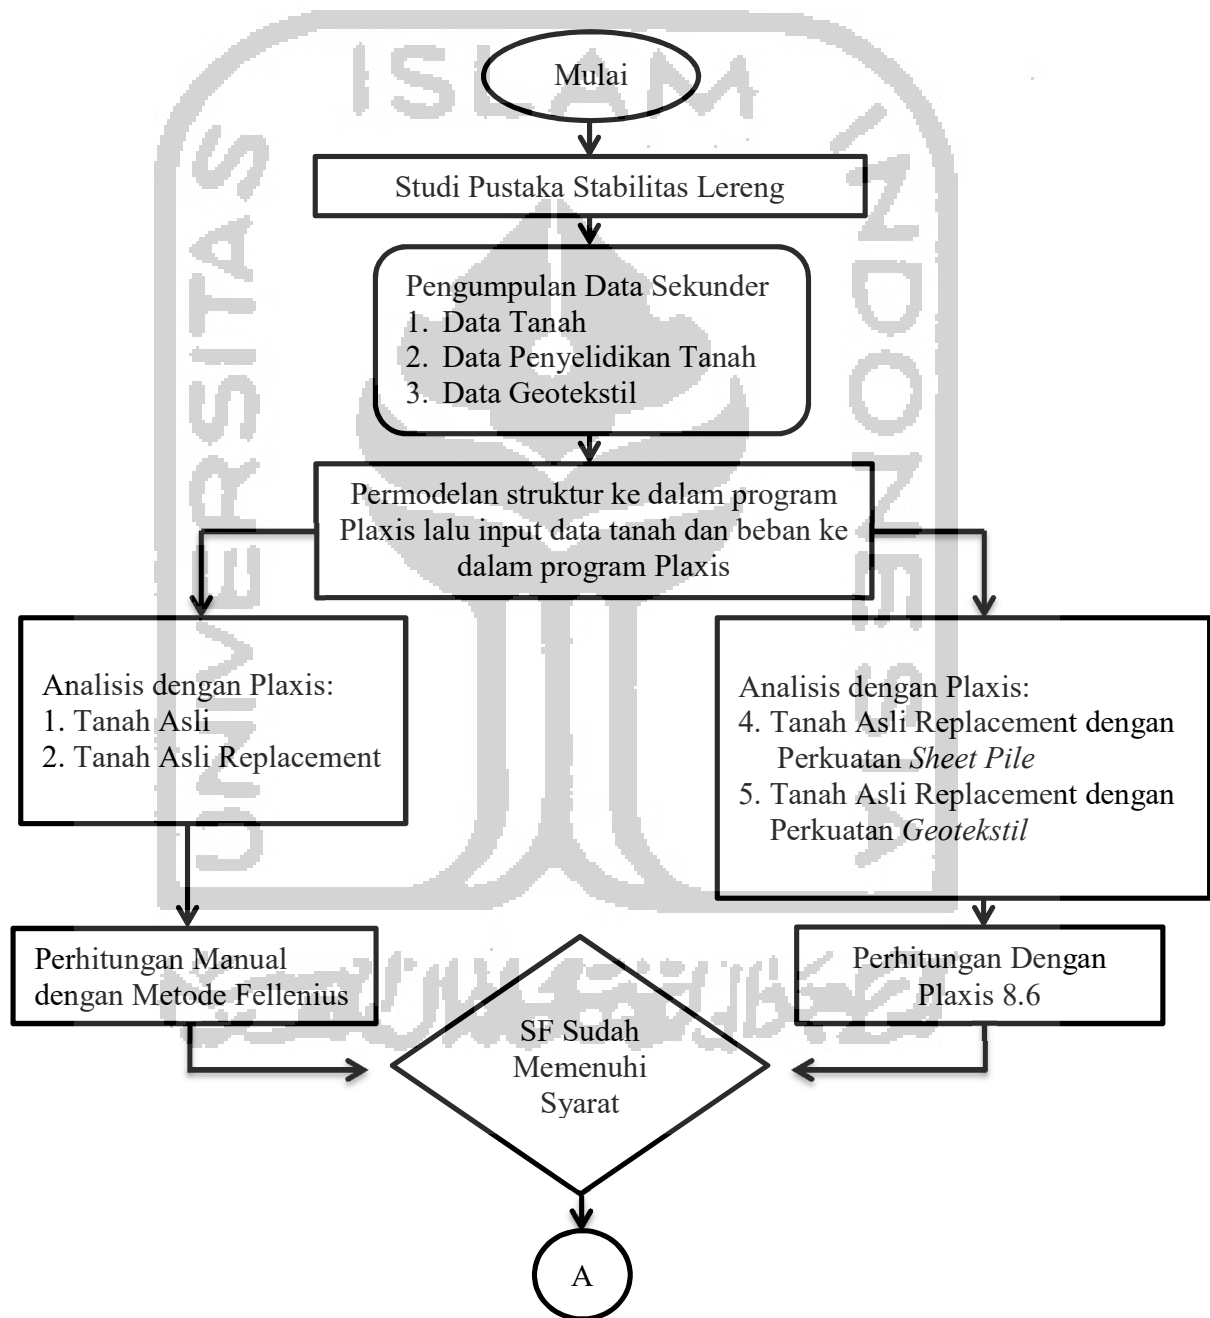 UNIVERSITAS
ISLAM
INDONESIA
Mulai
Studi Pustaka Stabilitas Lereng
Pengumpulan Data Sekunder
1. Data Tanah
2. Data Penyelidikan Tanah
3. Data Geotekstil
Permodelan struktur ke dalam program
Plaxis lalu input data tanah dan beban ke
dalam program Plaxis
Analisis dengan Plaxis:
1. Tanah Asli
2. Tanah Asli Replacement
Analisis dengan Plaxis:
4. Tanah Asli Replacement dengan
Perkuatan Sheet Pile
5. Tanah Asli Replacement dengan
Perkuatan Geotekstil
Perhitungan Manual
dengan Metode Fellenius
Perhitungan Dengan
Plaxis 8.6
SF Sudah
Memenuhi
Syarat
A